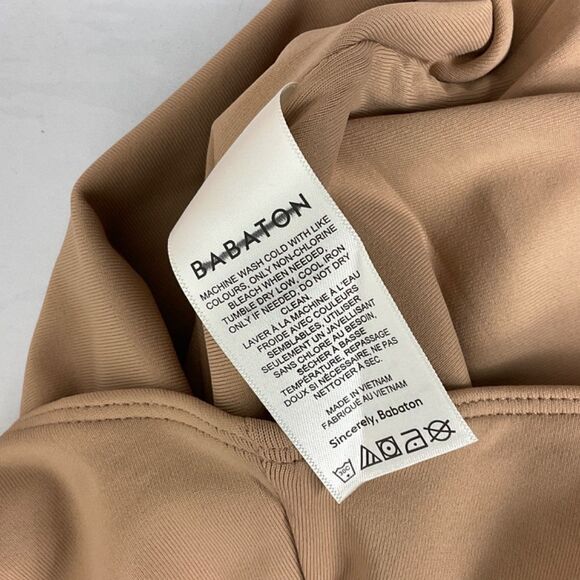 BABATON
MACHINE WASH COLD WITH LIKE
COLOURS, ONLY NON-CHLORINE
BLEACH WHEN NEEDED,
TUMBLE DRY LOW, COOL IRON
ONLY IF NEEDED, DO NOT DRY
CLEAN.
LAVER À LA MACHINE À L'EAU
FROIDE AVEC COULEURS
SEMBLABLES, UTILISER
SEULEMENT UN JAVELLISANT
SANS CHLORE AU BESOIN,
SÉCHER À BASSE
TEMPÉRATURE, REPASSAGE
DOUX SI NÉCESSAIRE, NE PAS
NETTOYER À SEC.
MADE IN VIETNAM
FABRIQUÉ AU VIETNAM
Sincerely, Babaton
30C